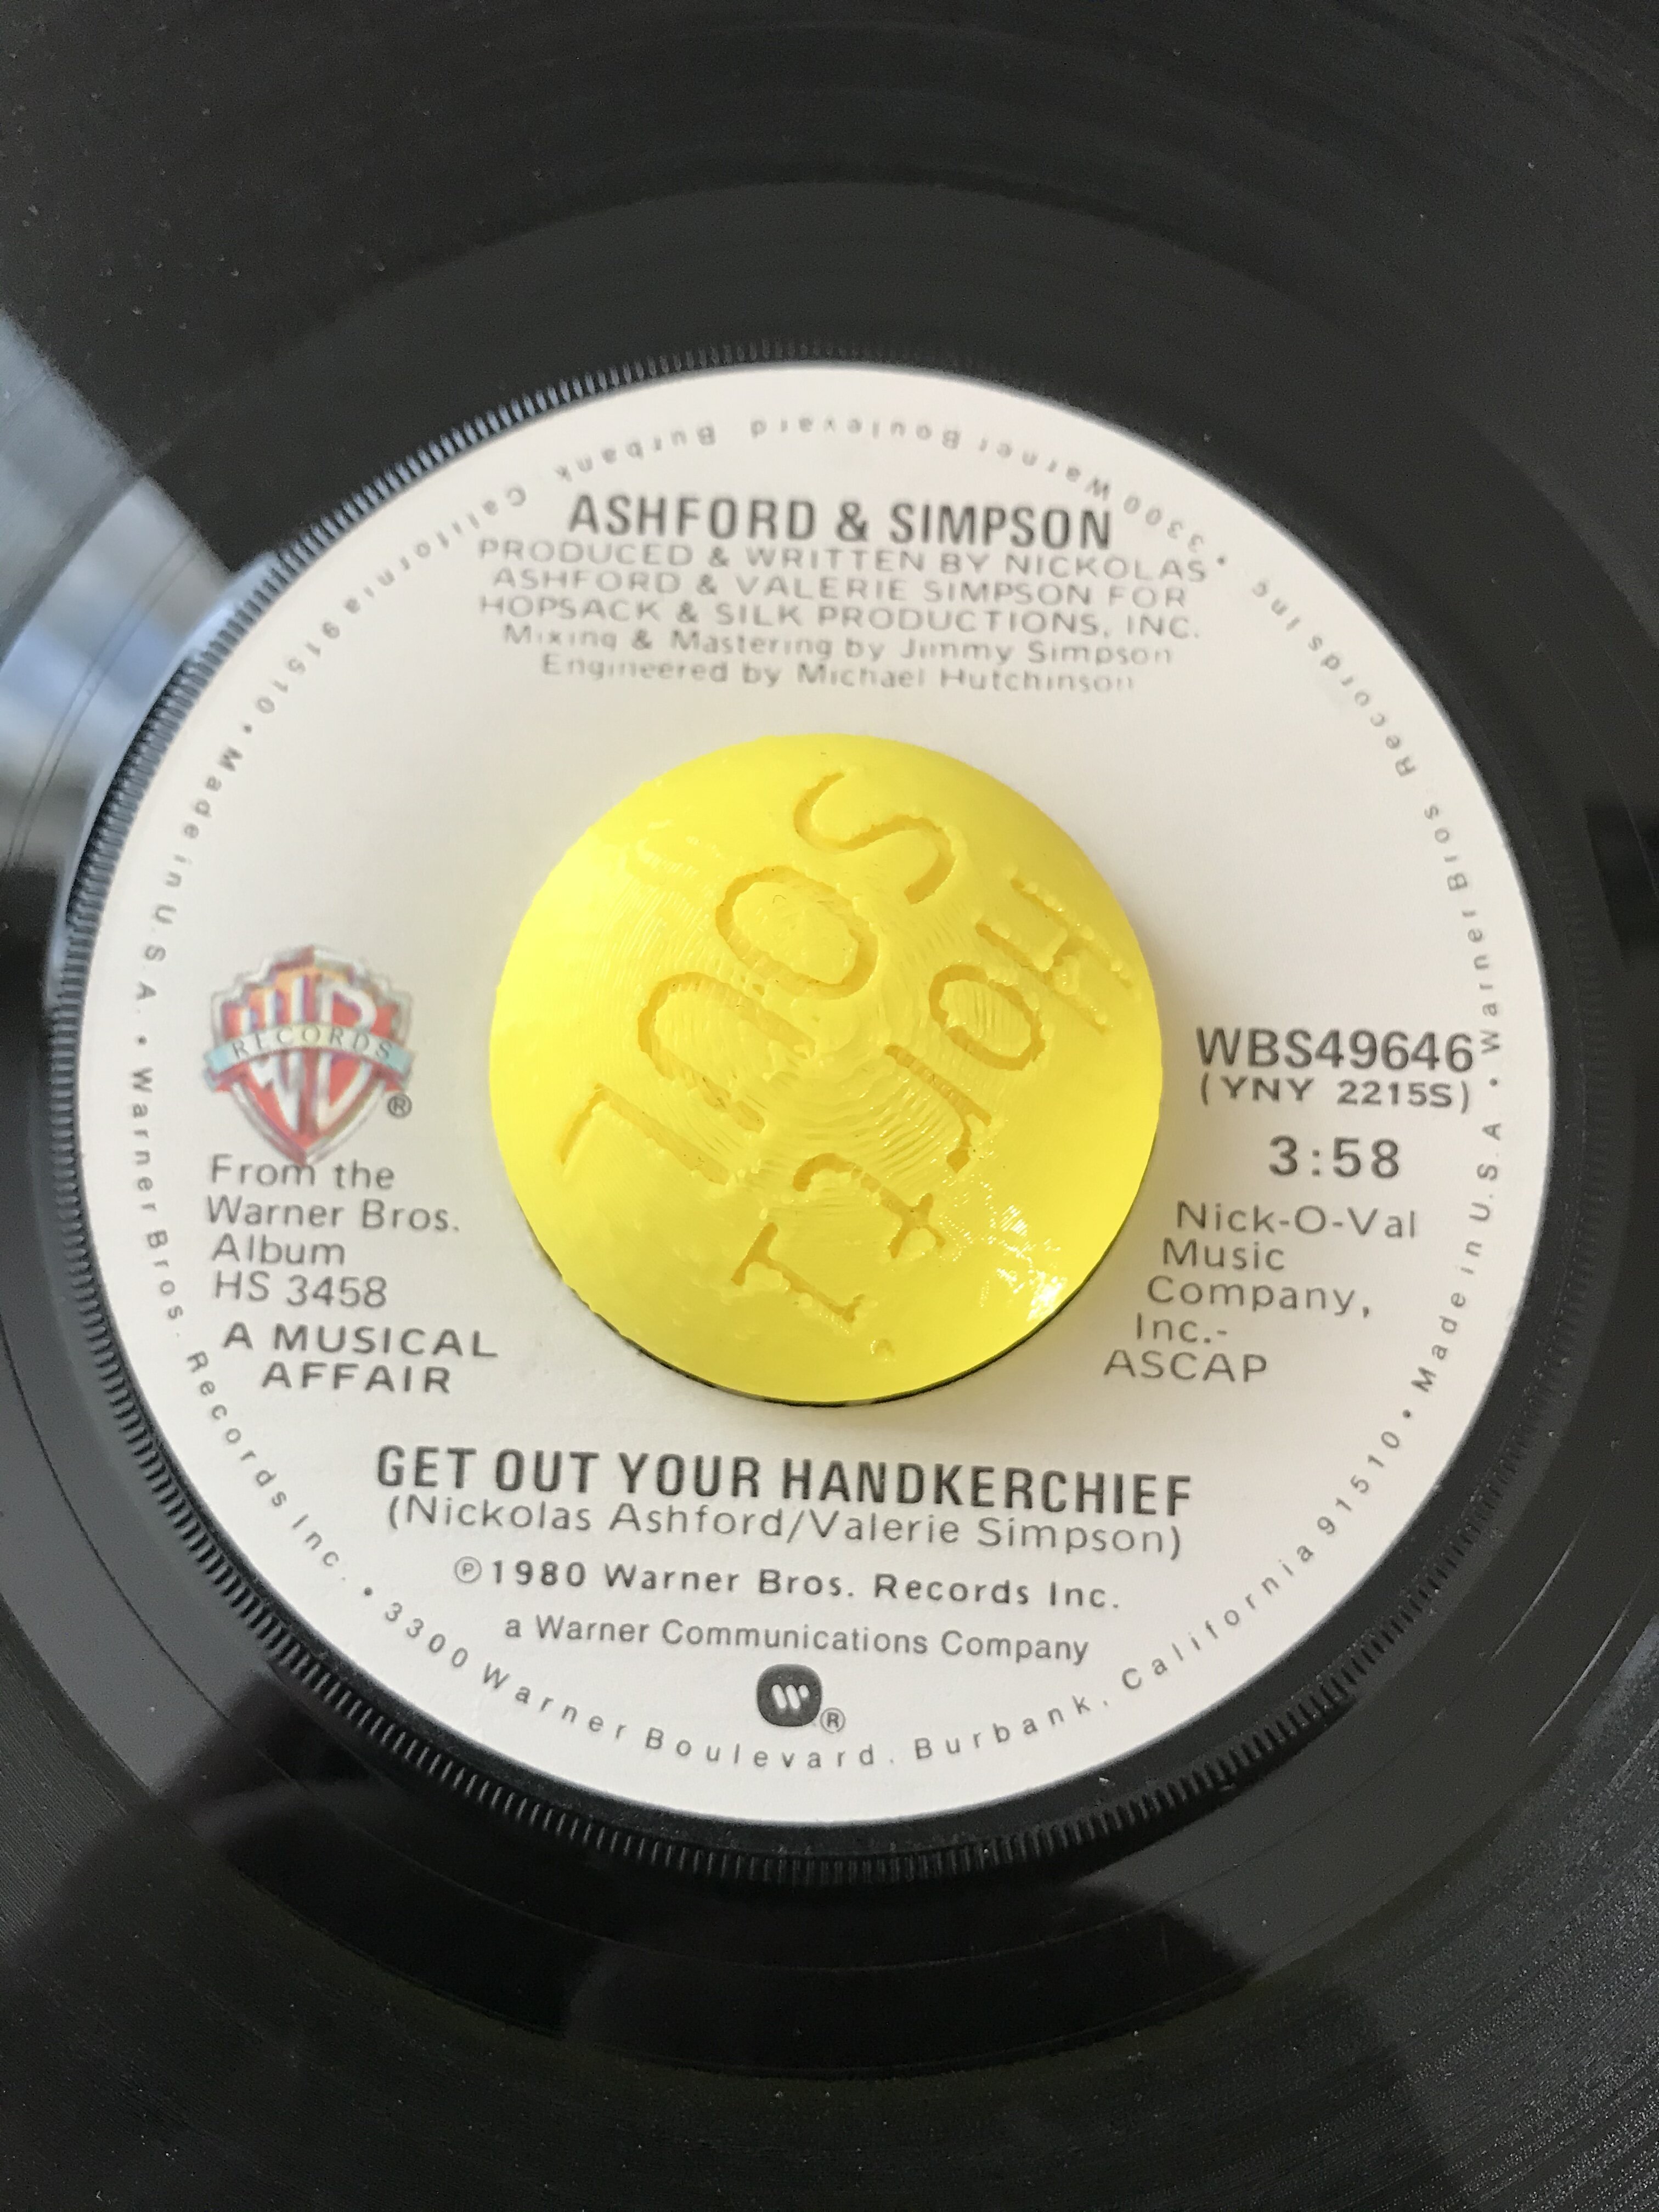 3300 Warner Boulevard Burbank California 91510 • Made in U.S.A. • Warner Bros. Records Inc. • 3300 Warner Boulevard, Burbank, California 91510 • Made in U.S.A. • Warner Bros. Records Inc. •
ASHFORD & SIMPSON
PRODUCED & WRITTEN BY NICKOLAS
ASHFORD & VALERIE SIMPSON FOR
HOPSACK & SILK PRODUCTIONS, INC.
Mixing & Mastering by Jimmy Simpson
Engineered by Michael Hutchinson
SOUL
WB
RECORDS
®
From the
Warner Bros.
Album
HS 3458
A MUSICAL
AFFAIR
WBS49646
(YNY 2215S)
3:58
Nick-O-Val
Music
Company,
Inc.-
ASCAP
GET OUT YOUR HANDKERCHIEF
(Nickolas Ashford/Valerie Simpson)
℗1980 Warner Bros. Records Inc.
a Warner Communications Company
W®